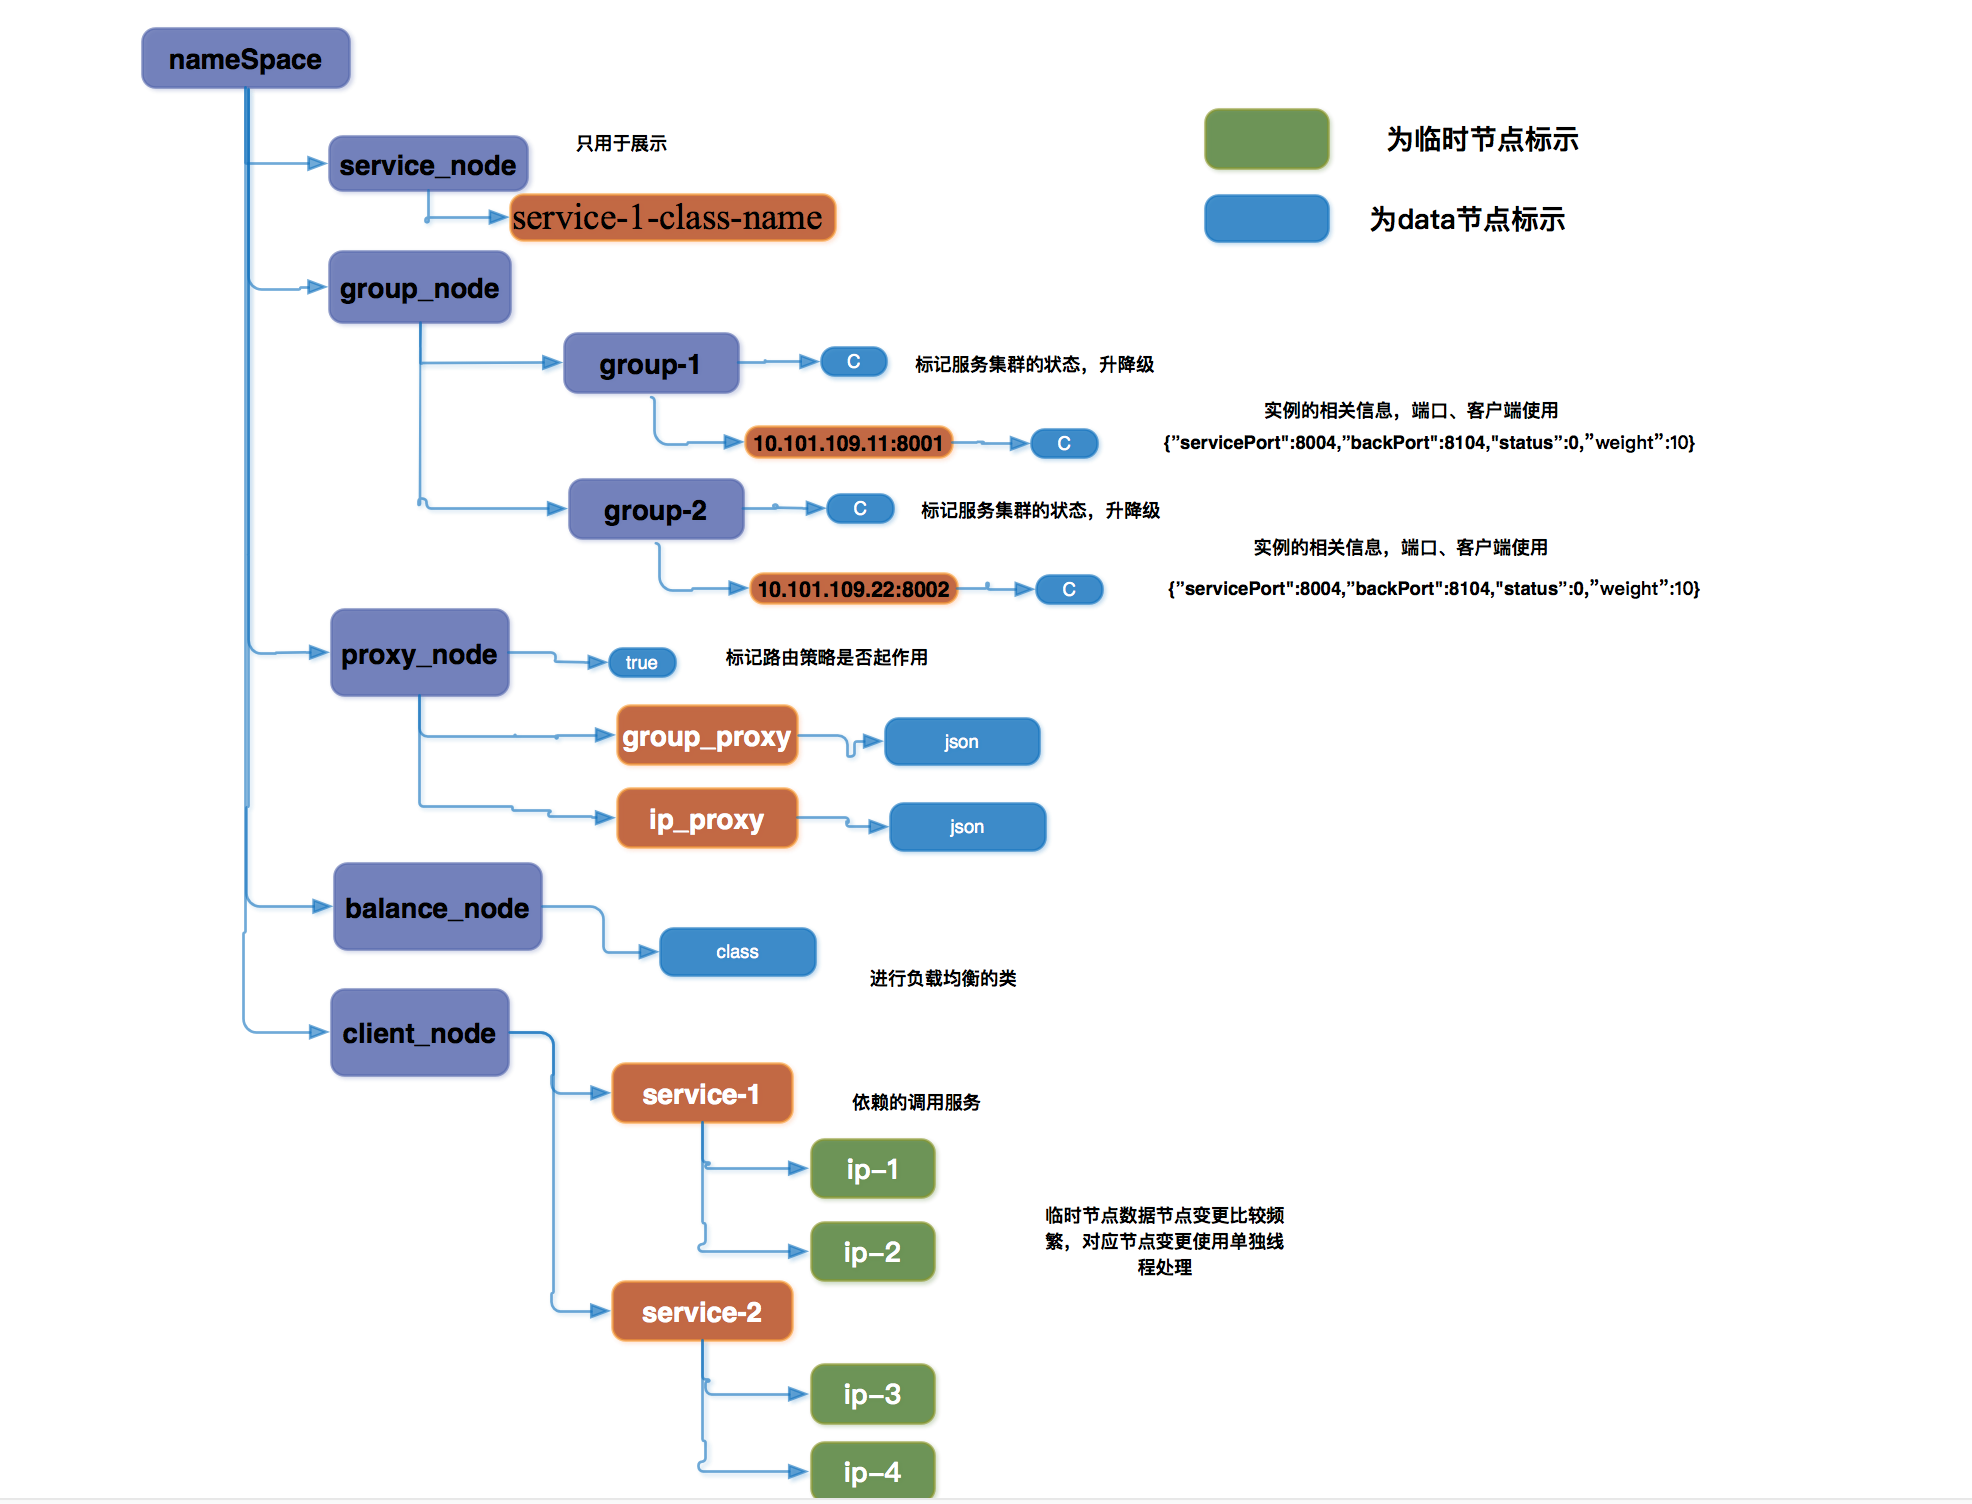 nameSpace
只用于展示
为临时节点标示
service_node
service-1-class-name
为data节点标示
group_node
group-1
C
标记服务集群的状态，升降级
实例的相关信息，端口、客户端使用
10.101.109.11:8001
C
{”servicePort":8004,”backPort":8104,"status”:0,”weight”:10}
group-2
C
标记服务集群的状态，升降级
实例的相关信息，端口、客户端使用
10.101.109.22:8002
C
{”servicePort":8004,”backPort":8104,"status”:0,”weight”:10}
proxy_node
true
标记路由策略是否起作用
group_proxy
json
ip_proxy
json
balance_node
class
进行负载均衡的类
client_node
service-1
依赖的调用服务
ip-1
临时节点数据节点变更比较频
繁，对应节点变更使用单独线
程处理
ip-2
service-2
ip-3
ip-4